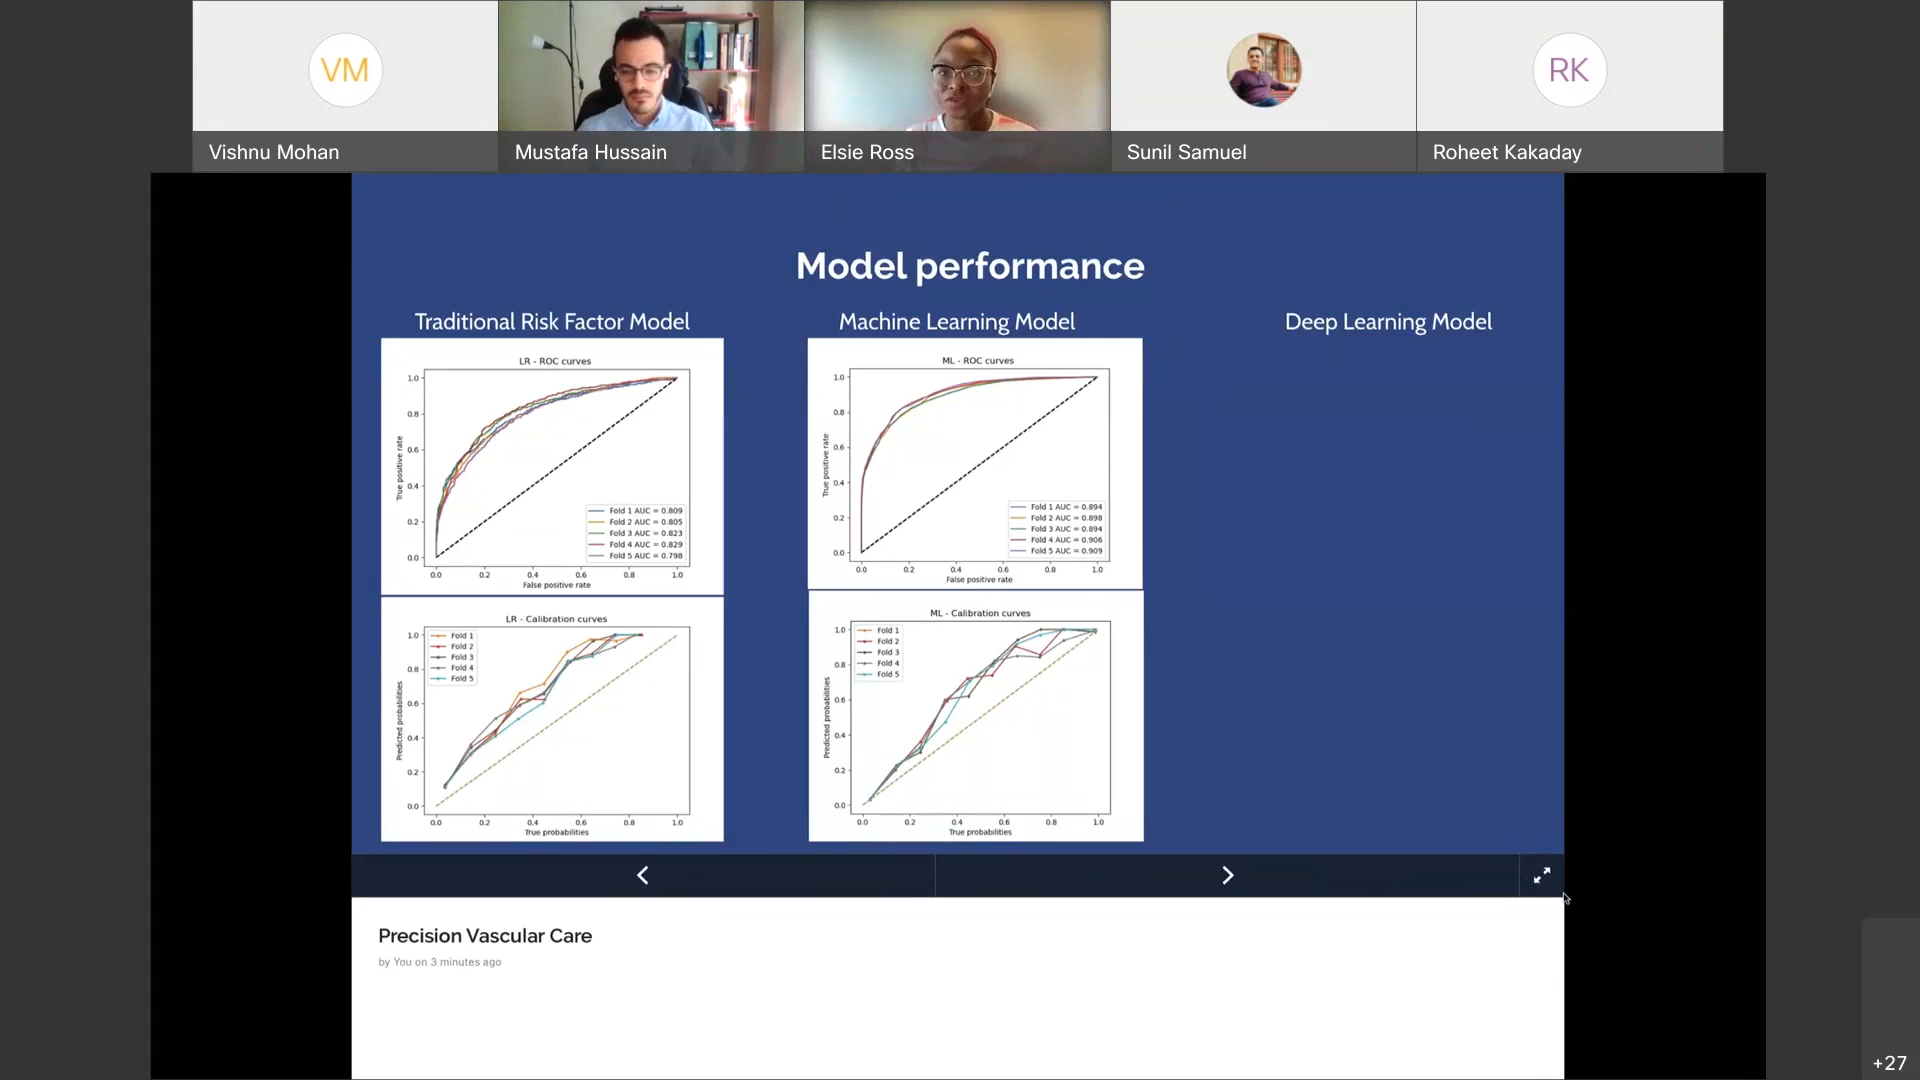 VM
RK
Vishnu Mohan
Mustafa Hussain
Elsie Ross
Sunil Samuel
Roheet Kakaday
Model performance
Traditional Risk Factor Model
Machine Learning Model
Deep Learning Model
LR - ROC curves
1.0
0.8
0.6
0.4
0.2
0.0
True positive rate
Fold 1 AUC = 0.809
Fold 2 AUC = 0.805
Fold 3 AUC = 0.823
Fold 4 AUC = 0.829
Fold 5 AUC = 0.798
0.0 0.2 0.4 0.6 0.8 1.0
False positive rate
ML - ROC curves
1.0
0.8
0.6
0.4
0.2
0.0
True positive rate
Fold 1 AUC = 0.894
Fold 2 AUC = 0.898
Fold 3 AUC = 0.894
Fold 4 AUC = 0.906
Fold 5 AUC = 0.909
0.0 0.2 0.4 0.6 0.8 1.0
False positive rate
LR - Calibration curves
1.0
0.8
0.6
0.4
0.2
0.0
Predicted probabilities
Fold 1
Fold 2
Fold 3
Fold 4
Fold 5
0.0 0.2 0.4 0.6 0.8 1.0
True probabilities
ML - Calibration curves
1.0
0.8
0.6
0.4
0.2
0.0
Predicted probabilities
Fold 1
Fold 2
Fold 3
Fold 4
Fold 5
0.0 0.2 0.4 0.6 0.8 1.0
True probabilities
Precision Vascular Care
by You on 3 minutes ago
+27